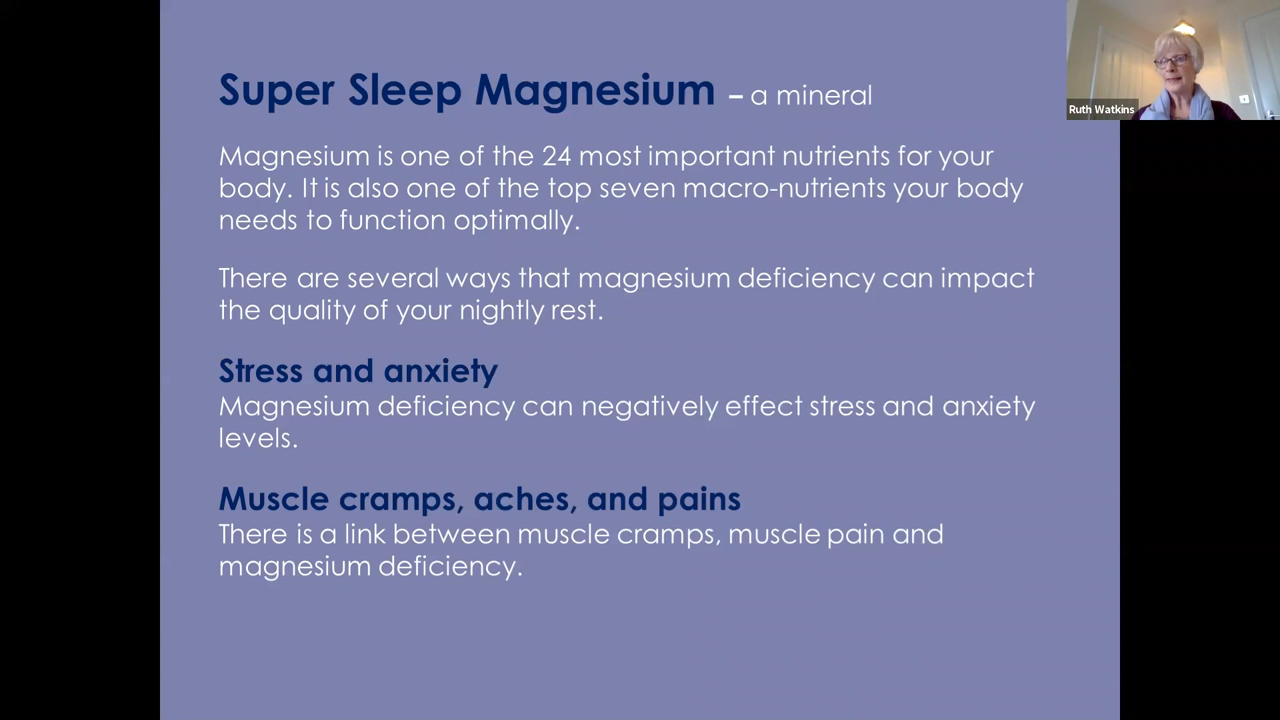 Super Sleep Magnesium – a mineral
Magnesium is one of the 24 most important nutrients for your
body. It is also one of the top seven macro-nutrients your body
needs to function optimally.
There are several ways that magnesium deficiency can impact
the quality of your nightly rest.
Stress and anxiety
Magnesium deficiency can negatively effect stress and anxiety
levels.
Muscle cramps, aches, and pains
There is a link between muscle cramps, muscle pain and
magnesium deficiency.
Ruth Watkins